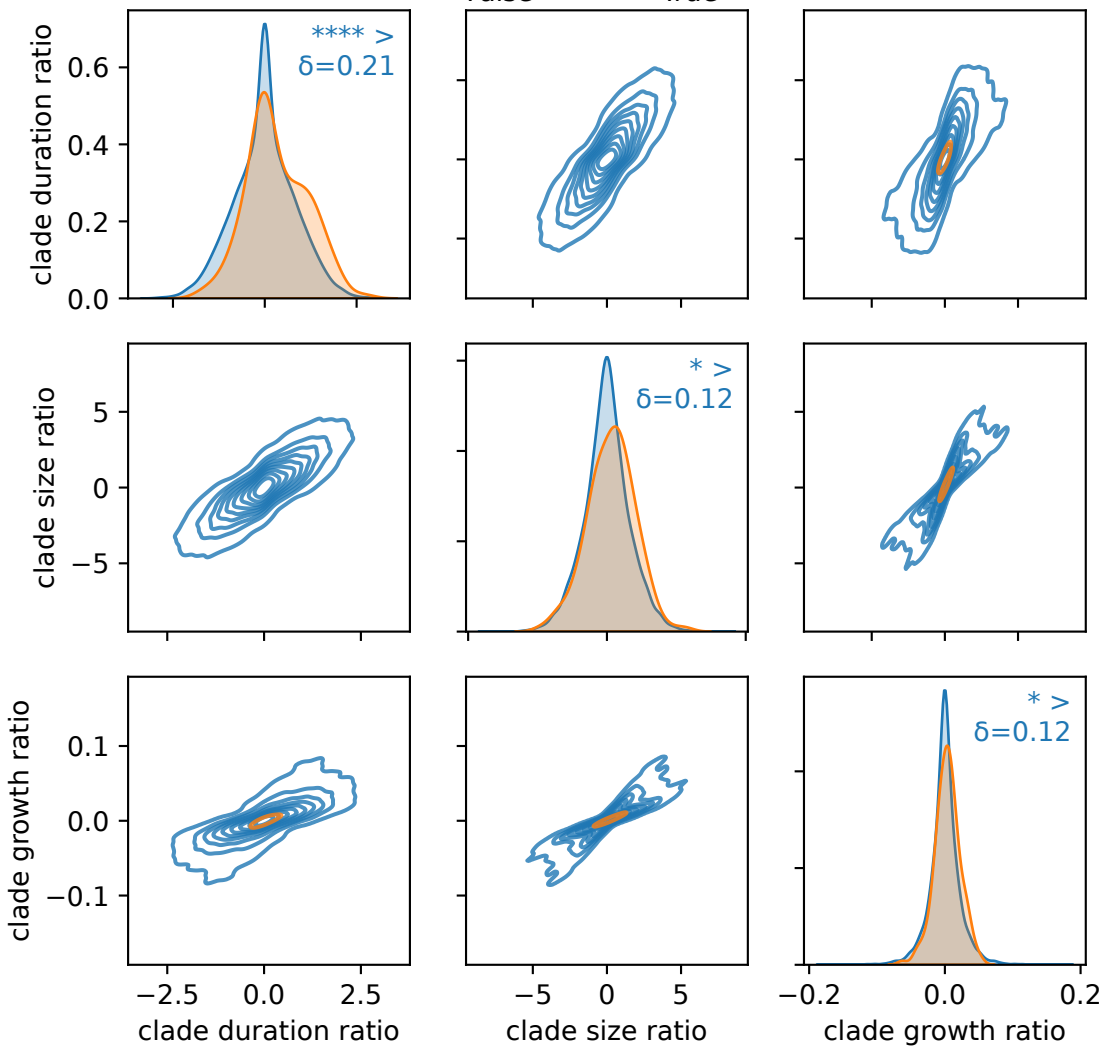 **** >
δ=0.21
clade duration ratio
0.6
0.4
0.2
0.0
* >
δ=0.12
clade size ratio
5
0
−5
* >
δ=0.12
clade growth ratio
0.1
0.0
−0.1
−2.5 0.0 2.5
−5 0 5
−0.2 0.0 0.2
clade duration ratio
clade size ratio
clade growth ratio